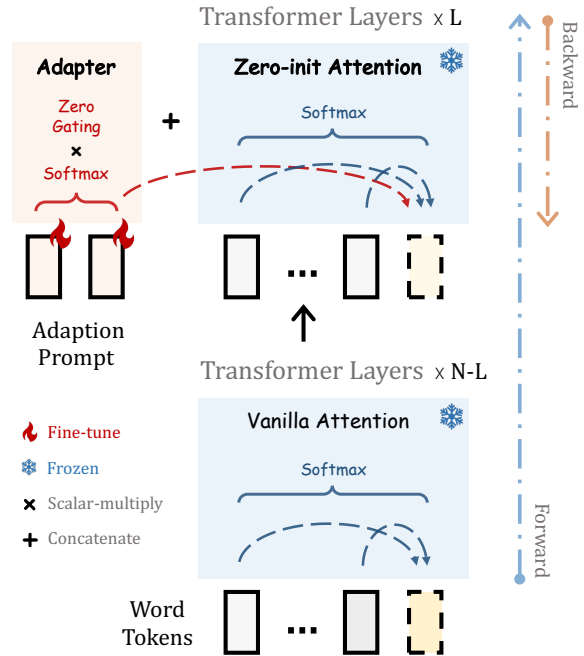 Transformer Layers x L
Adapter
Zero
Gating
×
Softmax
+
Zero-init Attention
Softmax
...
Adaption
Prompt
Transformer Layers x N-L
Vanilla Attention
Softmax
...
Word
Tokens
Fine-tune
Frozen
× Scalar-multiply
+ Concatenate
Backward
Forward